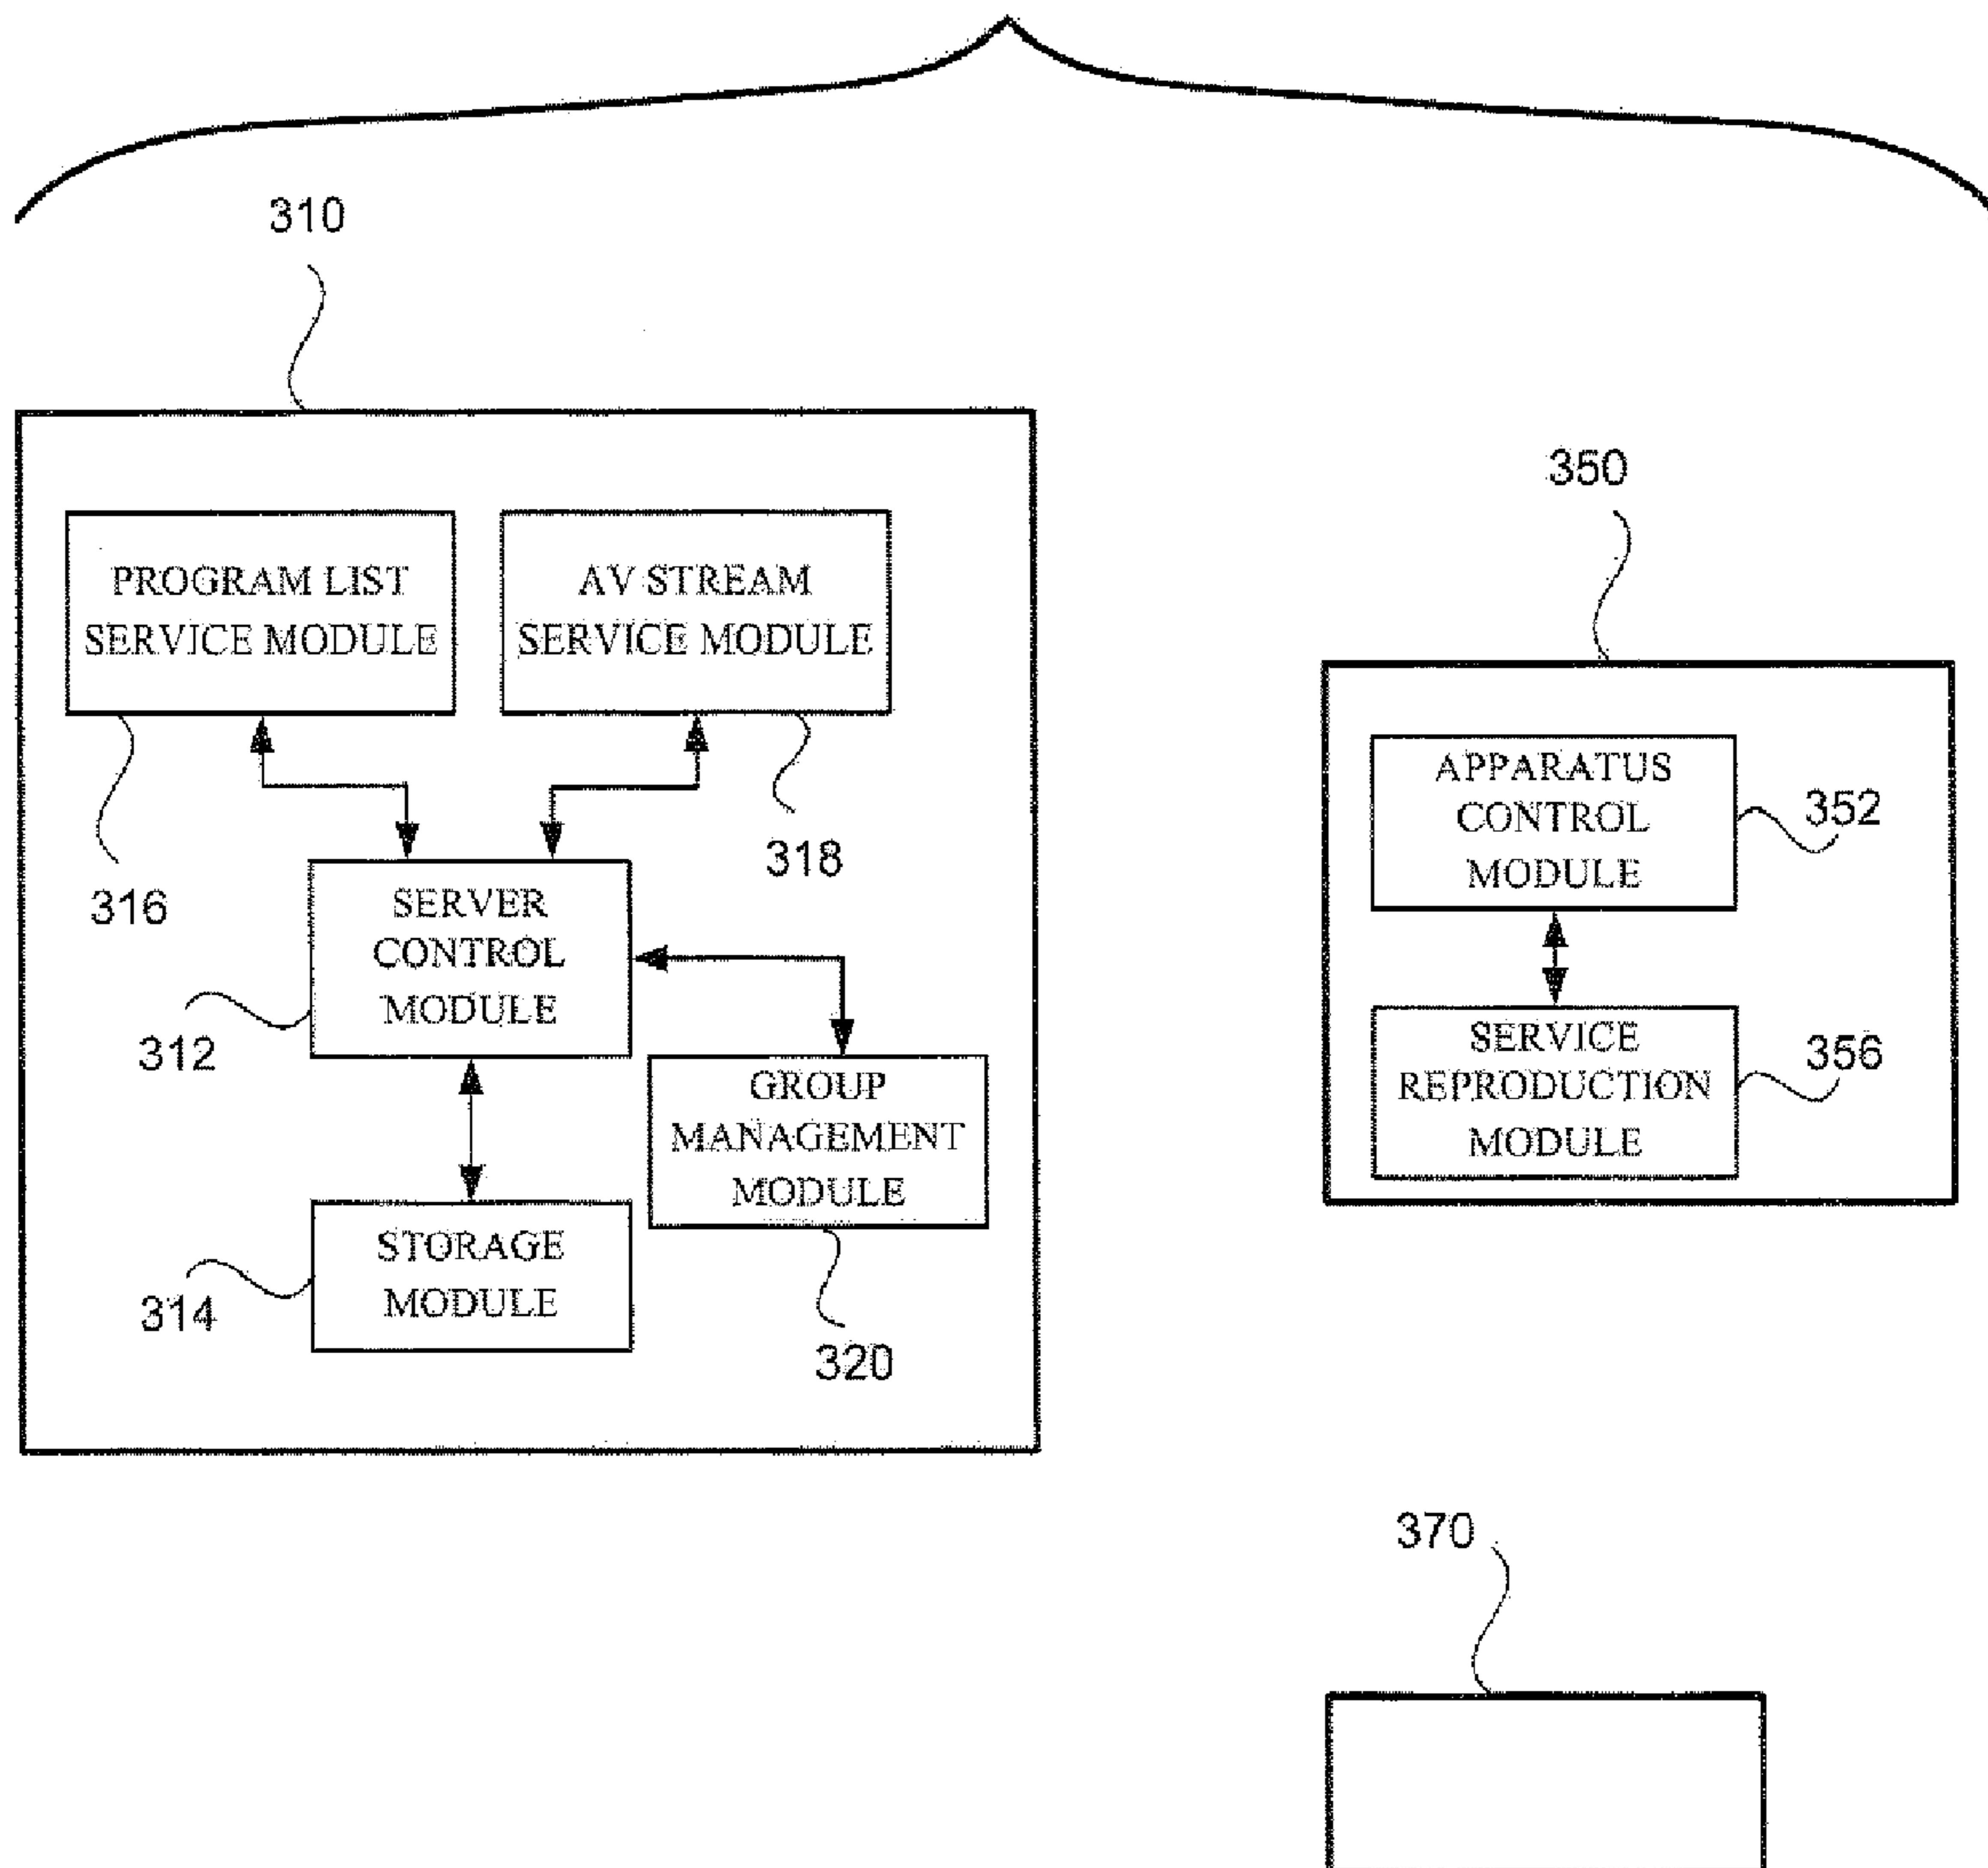 310
PROGRAM LIST
SERVICE MODULE
316
AV STREAM
SERVICE MODULE
318
SERVER
CONTROL
MODULE
312
GROUP
MANAGEMENT
MODULE
320
STORAGE
MODULE
314
350
APPARATUS
CONTROL
MODULE
352
SERVICE
REPRODUCTION
MODULE
356
370